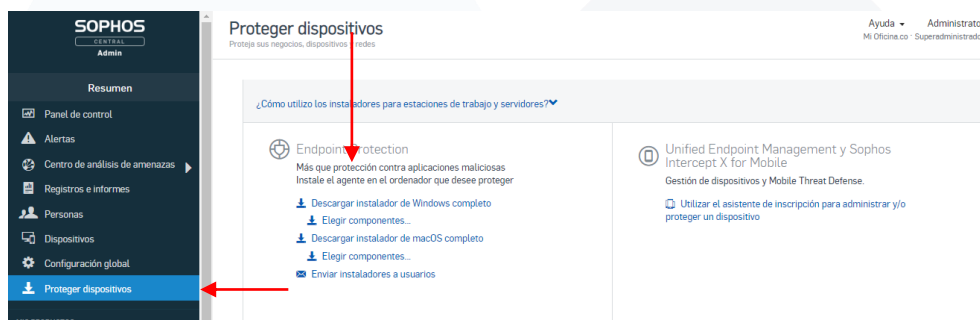 SOPHOS
CENTRAL
Admin
Resumen
Panel de control
Alertas
Centro de análisis de amenazas
Registros e informes
Personas
Dispositivos
Configuración global
Proteger dispositivos
Proteger dispositivos
Proteja sus negocios, dispositivos y redes
Ayuda
Administrado
Mi Oficina.co · Superadministrado
¿Cómo utilizo los instaladores para estaciones de trabajo y servidores?
Endpoint Protection
Más que protección contra aplicaciones maliciosas
Instale el agente en el ordenador que desee proteger
Descargar instalador de Windows completo
Elegir componentes...
Descargar instalador de macOS completo
Elegir componentes...
Enviar instaladores a usuarios
Unified Endpoint Management y Sophos
Intercept X for Mobile
Gestión de dispositivos y Mobile Threat Defense.
Utilizar el asistente de inscripción para administrar y/o
proteger un dispositivo